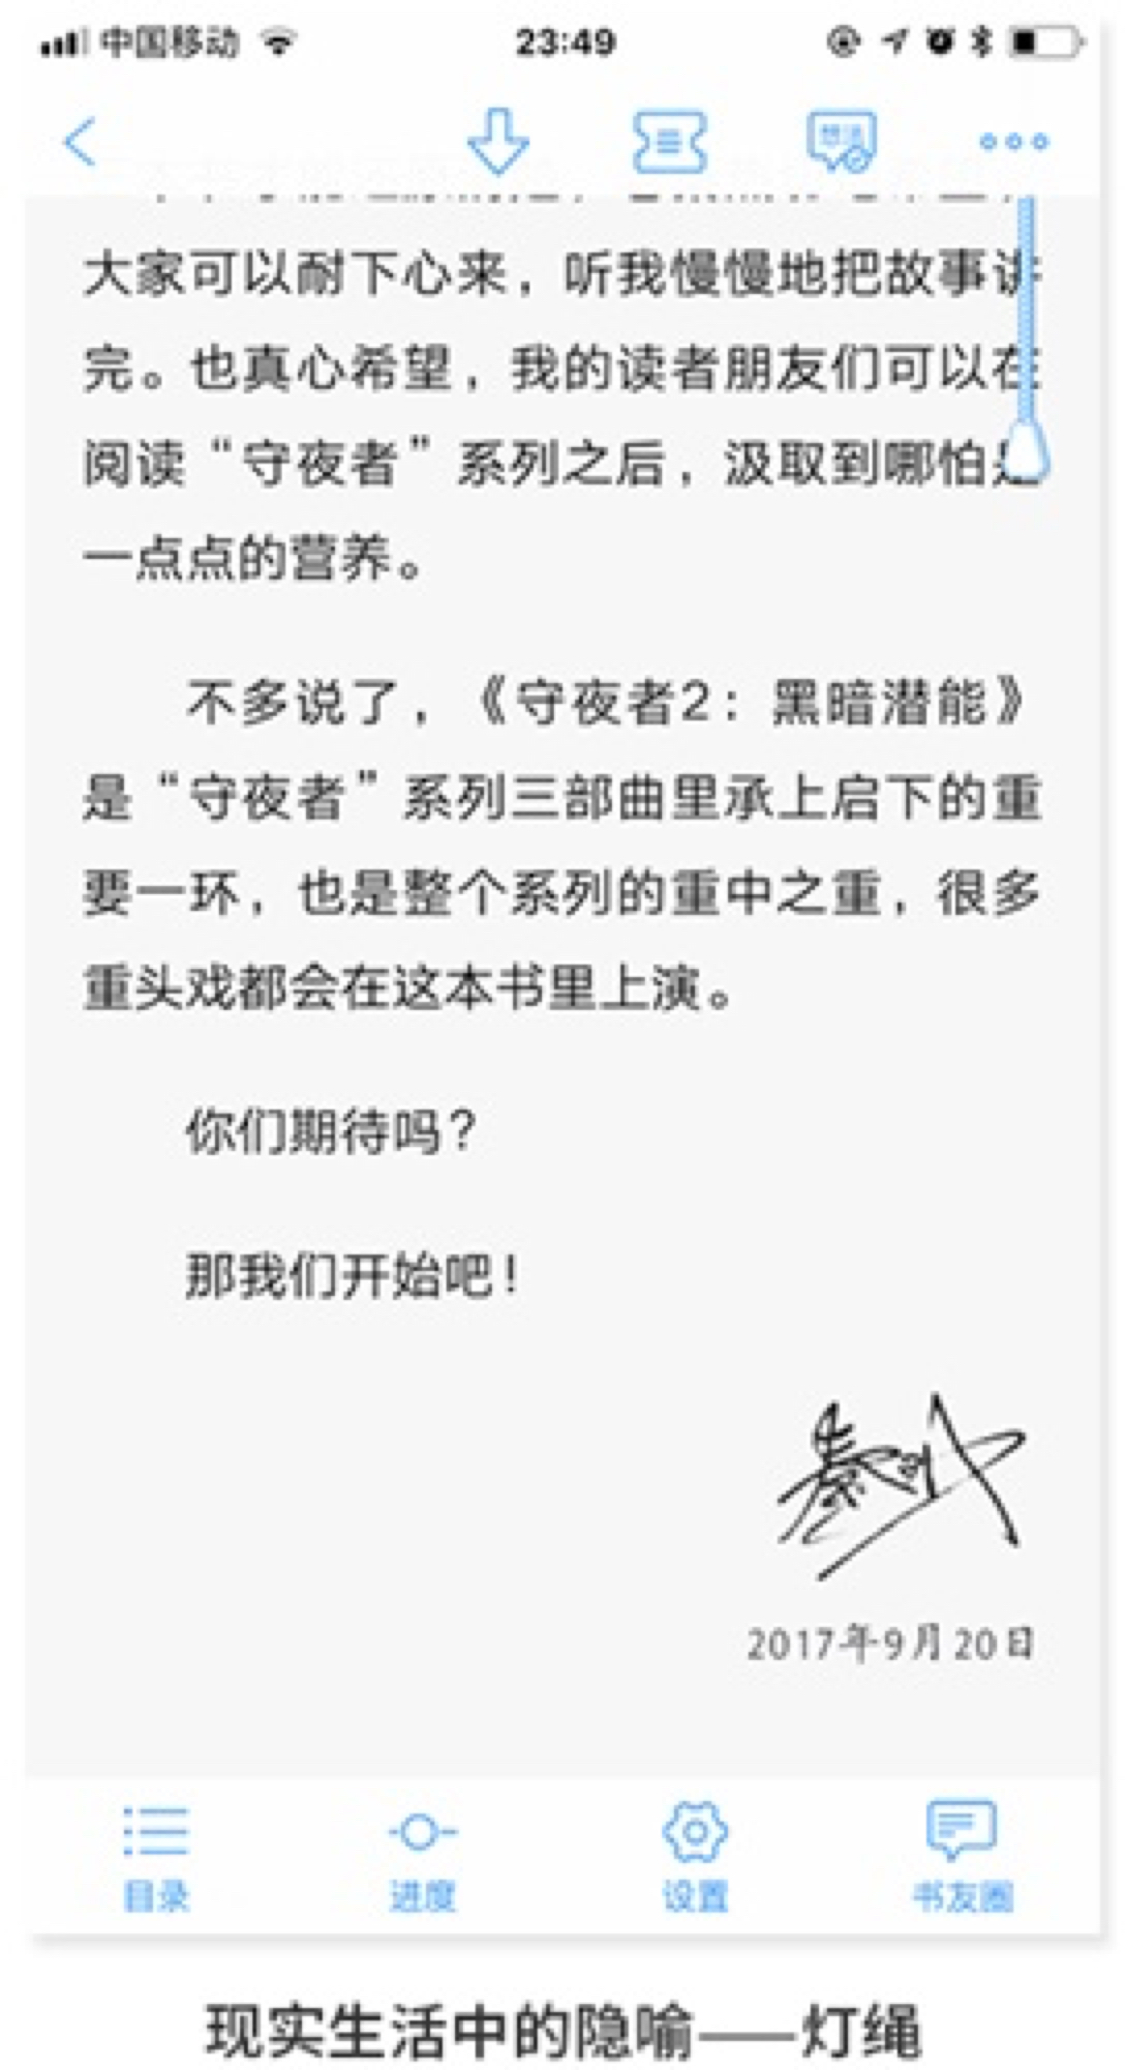 中国移动
23:49
想法
大家可以耐下心来，听我慢慢地把故事讲
完。也真心希望，我的读者朋友们可以在
阅读“守夜者”系列之后，汲取到哪怕是
一点点的营养。
不多说了，《守夜者2：黑暗潜能》
是“守夜者”系列三部曲里承上启下的重
要一环，也是整个系列的重中之重，很多
重头戏都会在这本书里上演。
你们期待吗？
那我们开始吧！
秦明
2017年9月20日
目录
进度
设置
书友圈
现实生活中的隐喻——灯绳